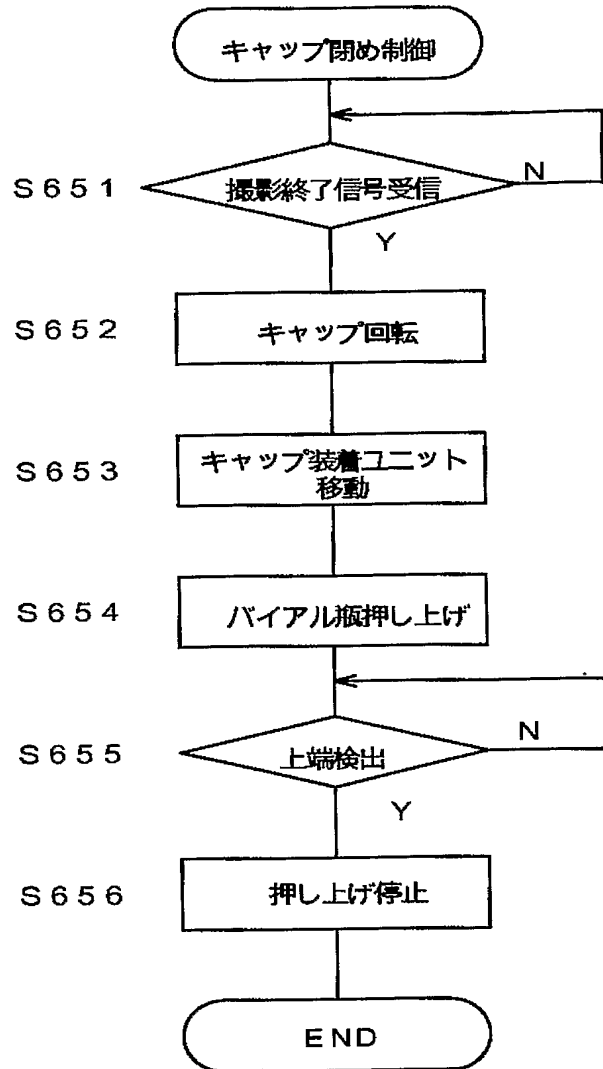 キャップ閉め制御
S651
撮影終了信号受信
N
Y
S652
キャップ回転
S653
キャップ装着ユニット
移動
S654
バイアル瓶押し上げ
S655
上端検出
N
Y
S656
押し上げ停止
END